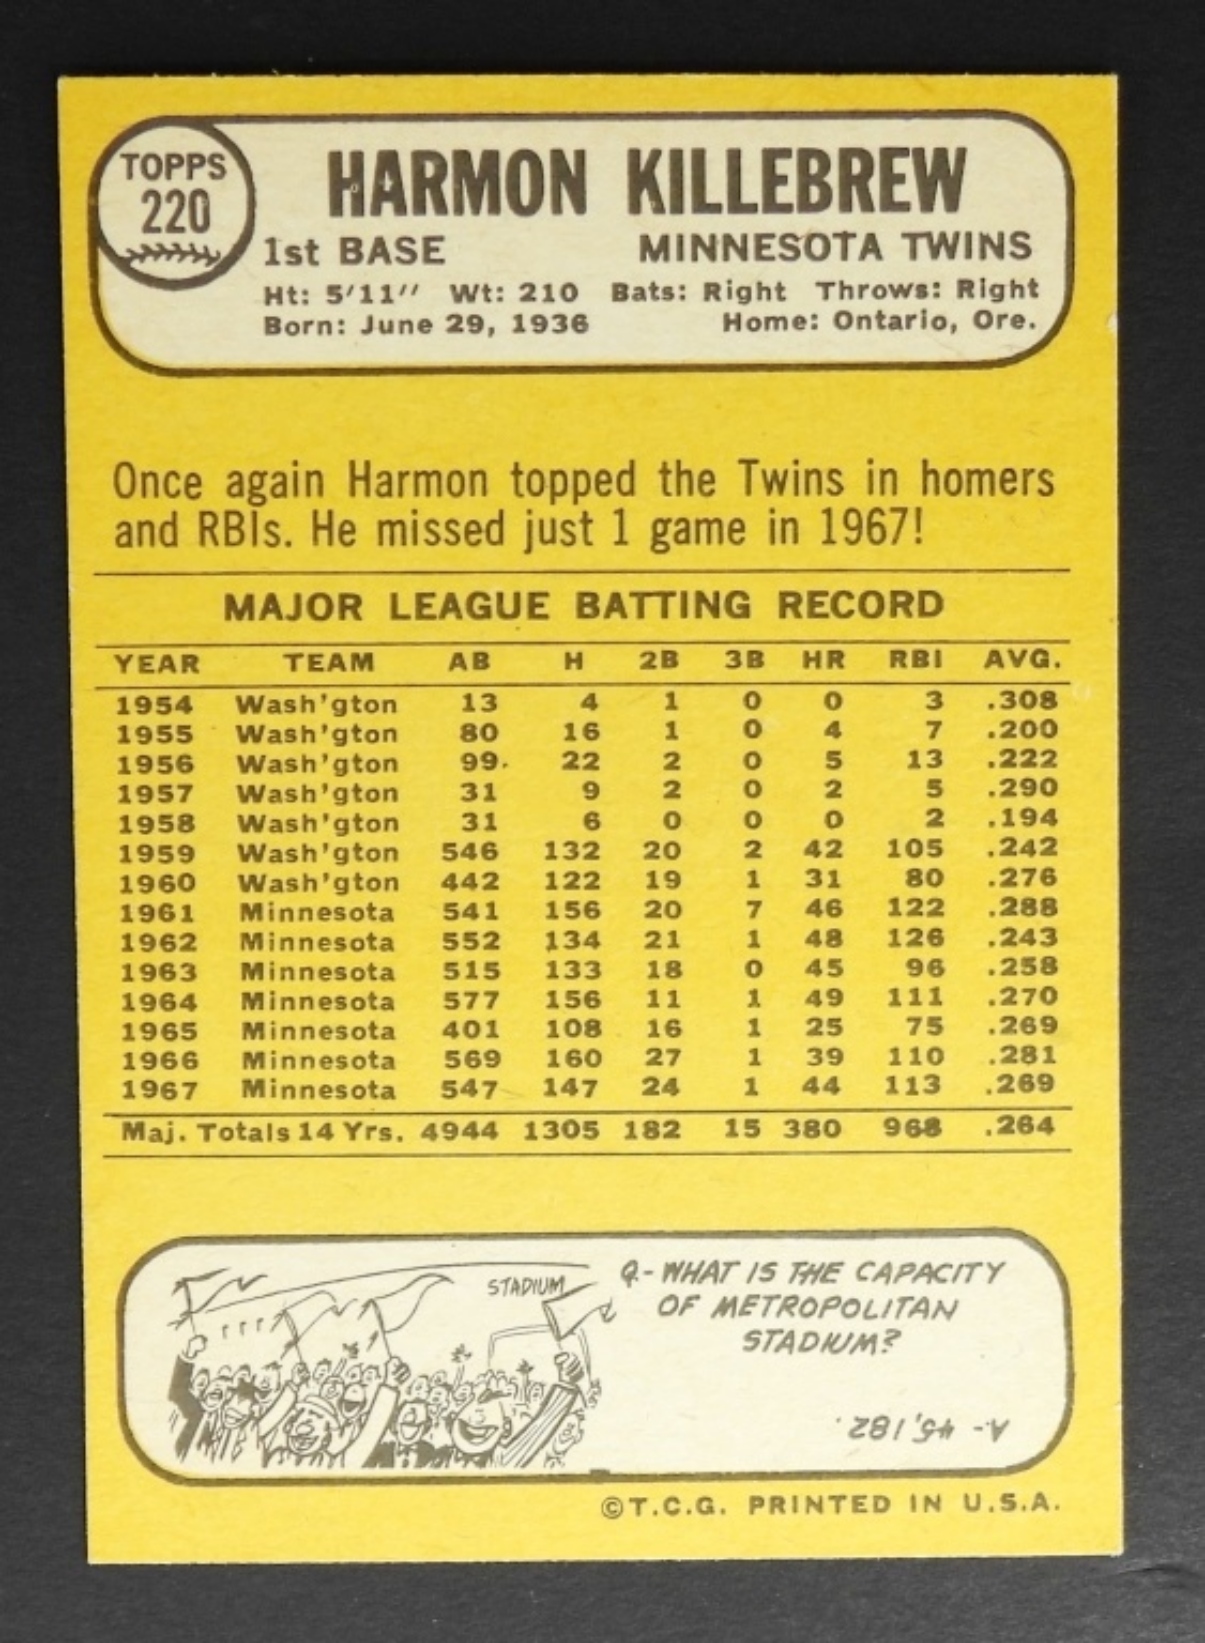 TOPPS
220
HARMON KILLEBREW
1st BASE MINNESOTA TWINS
Ht: 5'11" Wt: 210 Bats: Right Throws: Right
Born: June 29, 1936 Home: Ontario, Ore.
Once again Harmon topped the Twins in homers
and RBIs. He missed just 1 game in 1967!
MAJOR LEAGUE BATTING RECORD
YEAR TEAM AB H 2B 3B HR RBI AVG.
1954 Wash'gton 13 4 1 0 0 3 .308
1955 Wash'gton 80 16 1 0 4 7 .200
1956 Wash'gton 99 22 2 0 5 13 .222
1957 Wash'gton 31 9 2 0 2 5 .290
1958 Wash'gton 31 6 0 0 0 2 .194
1959 Wash'gton 546 132 20 2 42 105 .242
1960 Wash'gton 442 122 19 1 31 80 .276
1961 Minnesota 541 156 20 7 46 122 .288
1962 Minnesota 552 134 21 1 48 126 .243
1963 Minnesota 515 133 18 0 45 96 .258
1964 Minnesota 577 156 11 1 49 111 .270
1965 Minnesota 401 108 16 1 25 75 .269
1966 Minnesota 569 160 27 1 39 110 .281
1967 Minnesota 547 147 24 1 44 113 .269
Maj. Totals 14 Yrs. 4944 1305 182 15 380 968 .264
STADIUM
Q.- WHAT IS THE CAPACITY
OF METROPOLITAN
STADIUM?
A.- 45,182.
©T.C.G. PRINTED IN U.S.A.